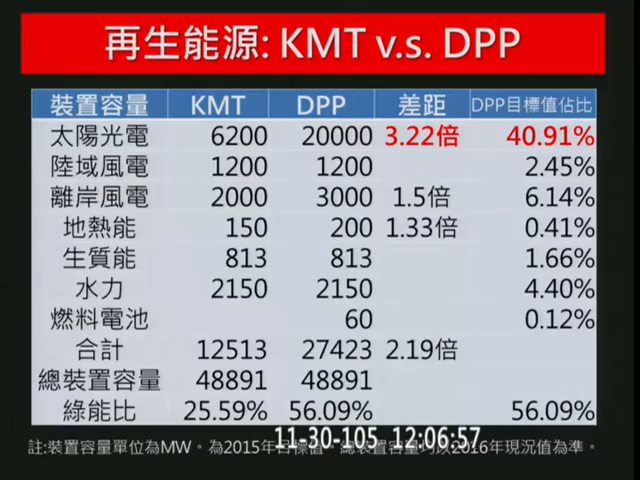 再生能源: KMT v.s. DPP
裝置容量 KMT DPP 差距 DPP目標值佔比
太陽光電 6200 20000 3.22倍 40.91%
陸域風電 1200 1200 2.45%
離岸風電 2000 3000 1.5倍 6.14%
地熱能 150 200 1.33倍 0.41%
生質能 813 813 1.66%
水力 2150 2150 4.40%
燃料電池 60 0.12%
合計 12513 27423 2.19倍
總裝置容量 48891 48891
綠能比 25.59% 56.09% 56.09%
11-30-105 12:06:57
註:裝置容量單位為MW。為2015年目標值。總裝置容量均以2016年現況值為準。